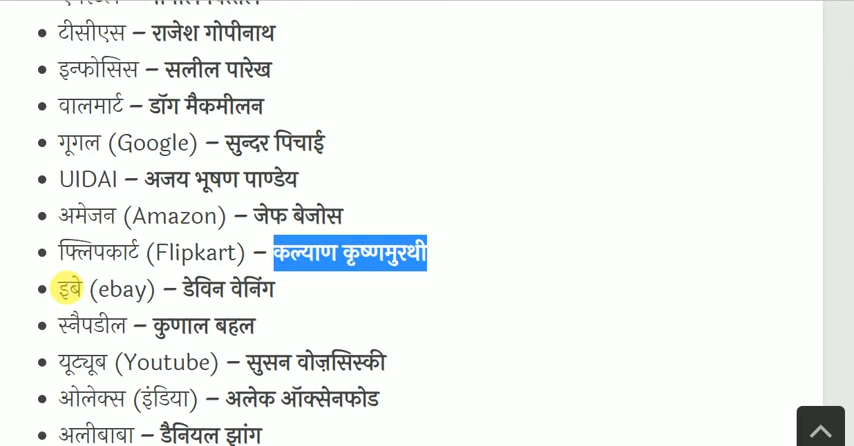 टीसीएस – राजेश गोपीनाथ
इन्फोसिस – सलील पारेख
वालमार्ट – डॉग मैकमीलन
गूगल (Google) – सुन्दर पिचाई
UIDAI – अजय भूषण पाण्डेय
अमेजन (Amazon) – जेफ बेजोस
फ्लिपकार्ट (Flipkart) – कल्याण कृष्णमुरथी
इबे (ebay) – डेविन वेनिंग
स्नैपडील – कुणाल बहल
यूट्यूब (Youtube) – सुसन वोज़सिस्की
ओलेक्स (इंडिया) – अलेक ऑक्सेनफोड
अलीबाबा – डैनियल झांग